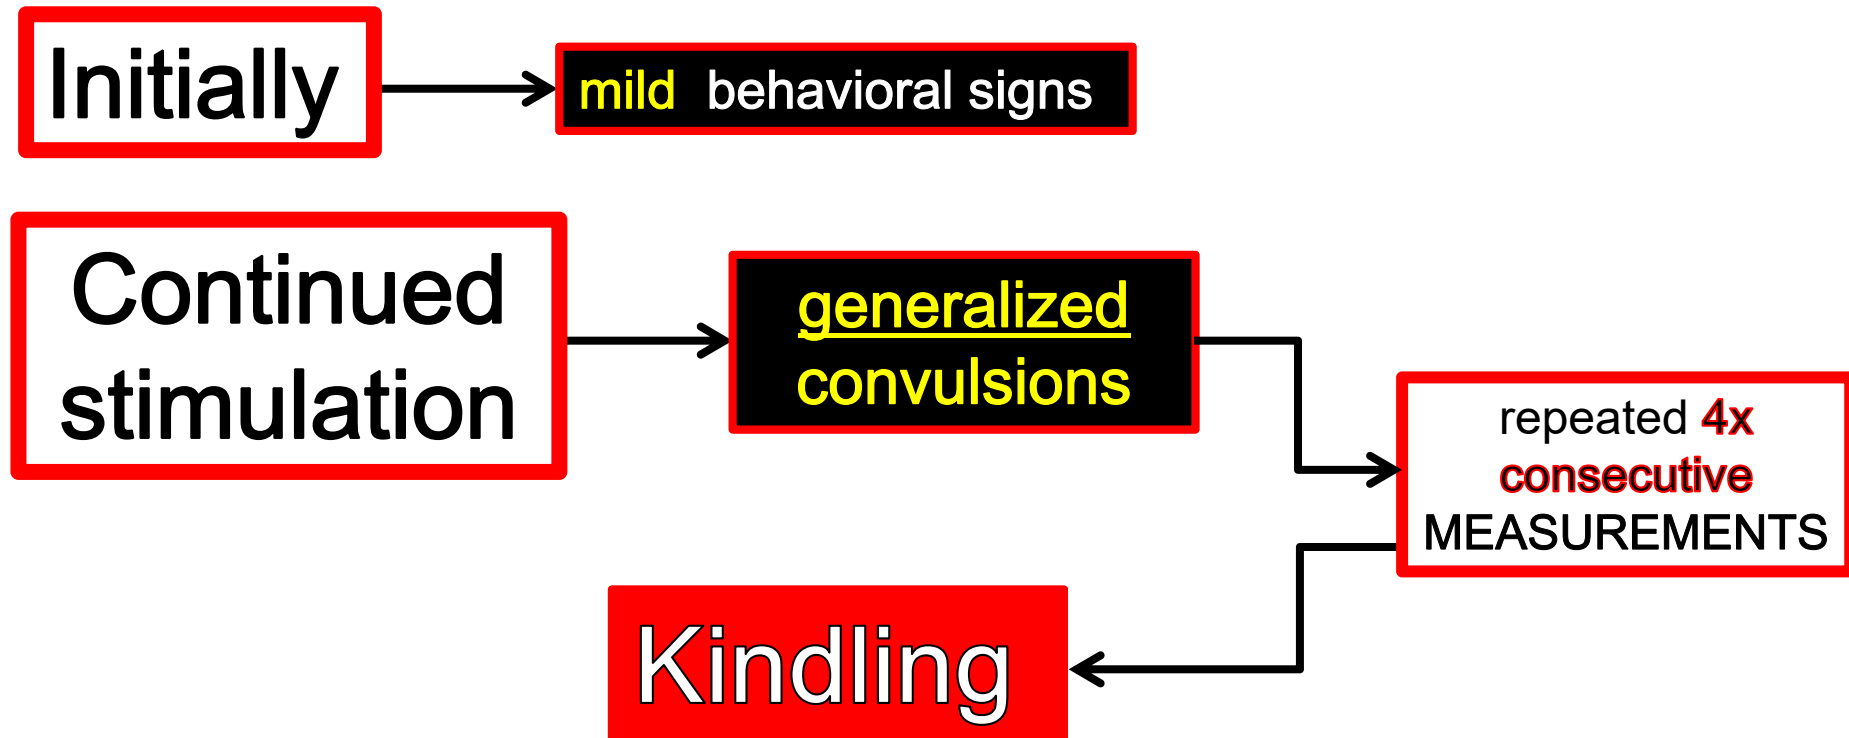 Initially
mild behavioral signs
Continued
stimulation
generalized
convulsions
repeated 4x
consecutive
MEASUREMENTS
Kindling